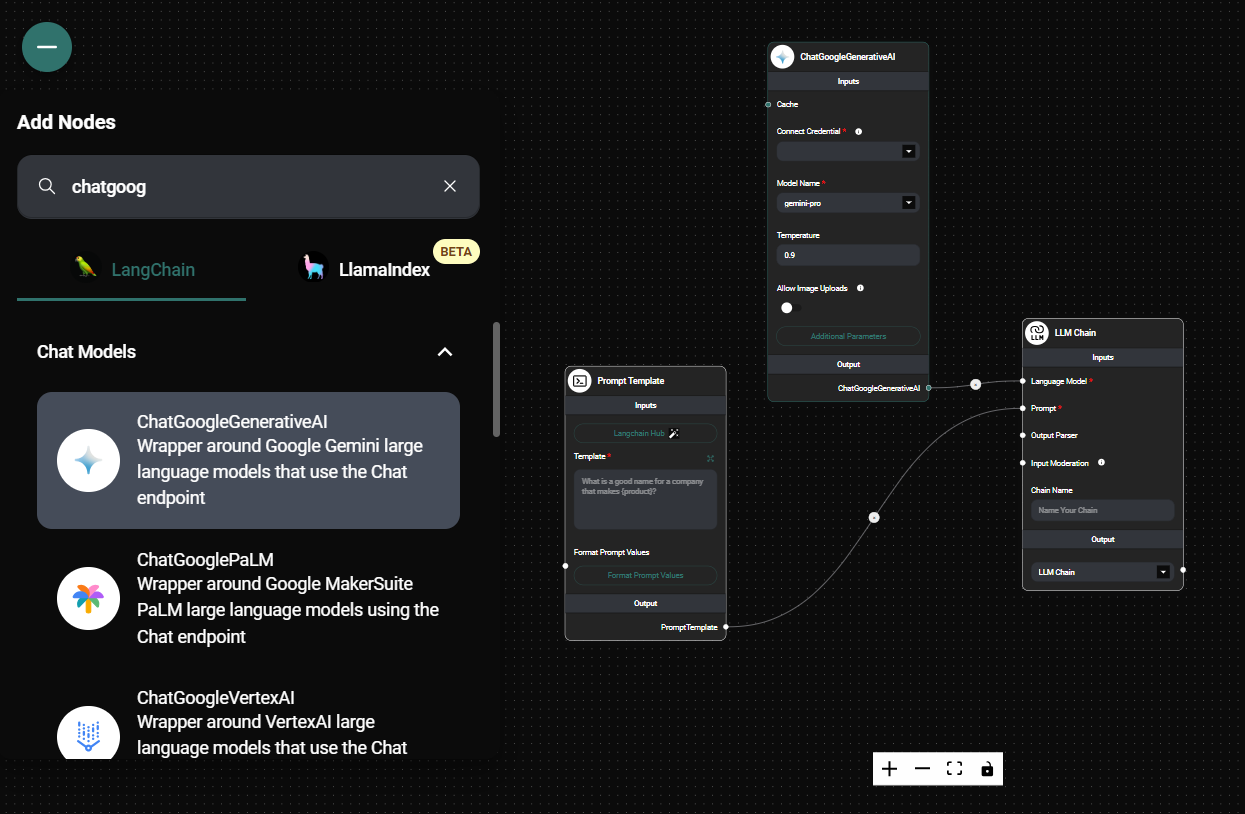 Add Nodes
chatgoog
LangChain
LlamaIndex
BETA
Chat Models
ChatGoogleGenerativeAI
Wrapper around Google Gemini large
language models that use the Chat
endpoint
ChatGooglePaLM
Wrapper around Google MakerSuite
PaLM large language models using the
Chat endpoint
ChatGoogleVertexAI
Wrapper around VertexAI large
language models that use the Chat
Prompt Template
Inputs
Langchain Hub
Template *
What is a good name for a company
that makes {product}?
Format Prompt Values
Format Prompt Values
Output
PromptTemplate
ChatGoogleGenerativeAI
Inputs
Cache
Connect Credential *
Model Name *
gemini-pro
Temperature
0.9
Allow Image Uploads
Additional Parameters
Output
ChatGoogleGenerativeAI
LLM
LLM Chain
Inputs
Language Model *
Prompt *
Output Parser
Input Moderation
Chain Name
Name Your Chain
Output
LLM Chain